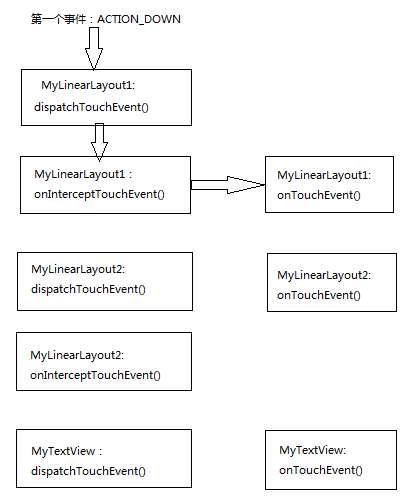 第一个事件：ACTION_DOWN
MyLinearLayout1:
dispatchTouchEvent()
MyLinearLayout1：
onInterceptTouchEvent()
MyLinearLayout1:
onTouchEvent()
MyLinearLayout2:
dispatchTouchEvent()
MyLinearLayout2:
onTouchEvent()
MyLinearLayout2:
onInterceptTouchEvent()
MyTextView：
dispatchTouchEvent()
MyTextView:
onTouchEvent()